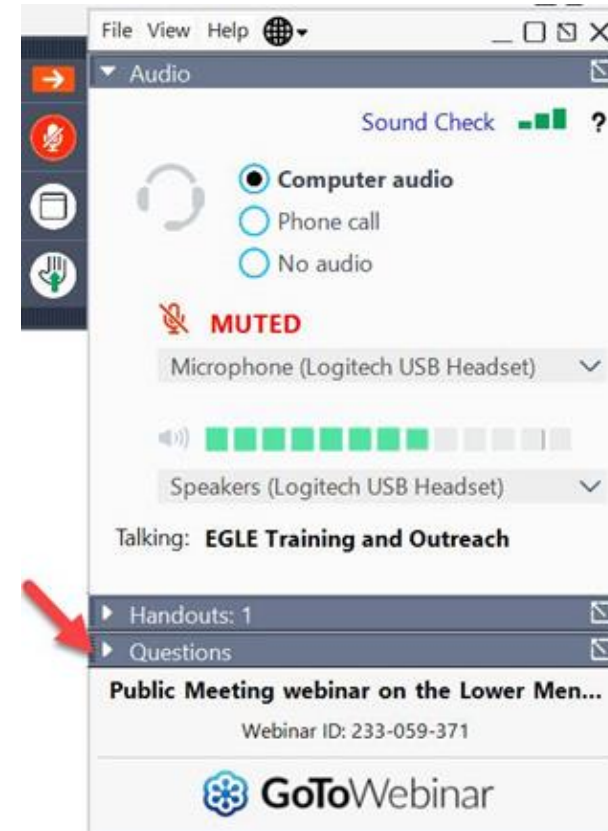 File View Help
Audio
Sound Check ?
Computer audio
Phone call
No audio
MUTED
Microphone (Logitech USB Headset)
Speakers (Logitech USB Headset)
Talking: EGLE Training and Outreach
Handouts: 1
Questions
Public Meeting webinar on the Lower Men...
Webinar ID: 233-059-371
GoToWebinar